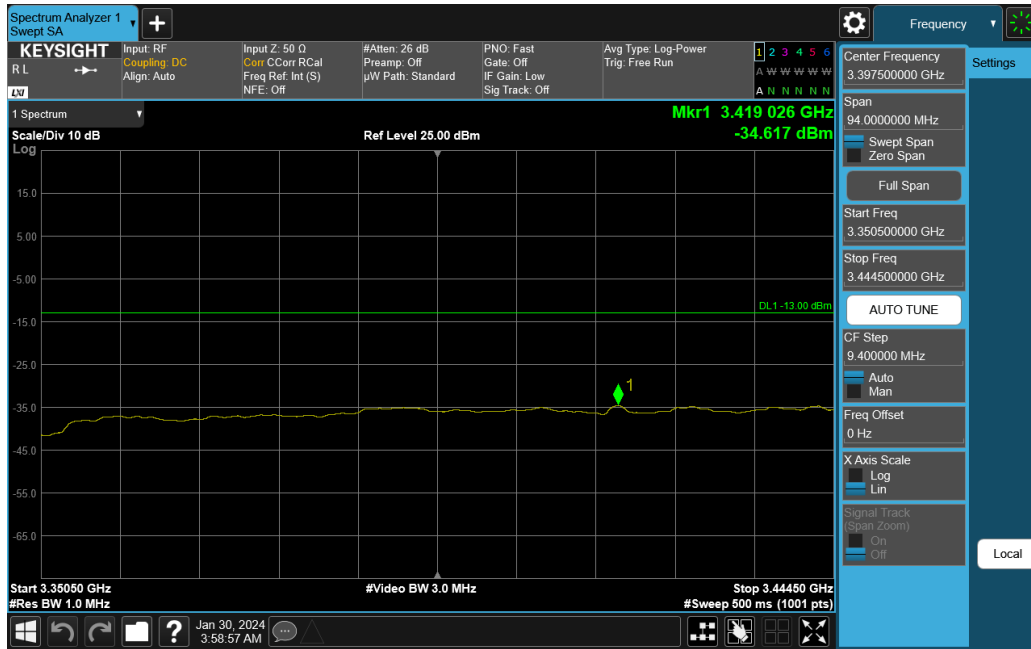 Spectrum Analyzer 1
Swept SA
Frequency
KEYSIGHT
R L
LXI
Input: RF
Coupling: DC
Align: Auto
Input Z: 50 Ω
Corr CCorr RCal
Freq Ref: Int (S)
NFE: Off
#Atten: 26 dB
Preamp: Off
µW Path: Standard
PNO: Fast
Gate: Off
IF Gain: Low
Sig Track: Off
Avg Type: Log-Power
Trig: Free Run
1 2 3 4 5 6
A W W W W W
A N N N N N
1 Spectrum
Scale/Div 10 dB
Log
Ref Level 25.00 dBm
Mkr1 3.419 026 GHz
-34.617 dBm
15.0
5.00
-5.00
-15.0
-25.0
-35.0
-45.0
-55.0
-65.0
DL1 -13.00 dBm
1
Start 3.35050 GHz
#Res BW 1.0 MHz
#Video BW 3.0 MHz
Stop 3.44450 GHz
#Sweep 500 ms (1001 pts)
Center Frequency
3.397500000 GHz
Span
94.0000000 MHz
Swept Span
Zero Span
Full Span
Start Freq
3.350500000 GHz
Stop Freq
3.444500000 GHz
AUTO TUNE
CF Step
9.400000 MHz
Auto
Man
Freq Offset
0 Hz
X Axis Scale
Log
Lin
Signal Track
(Span Zoom)
On
Off
Settings
Local
?
Jan 30, 2024
3:58:57 AM